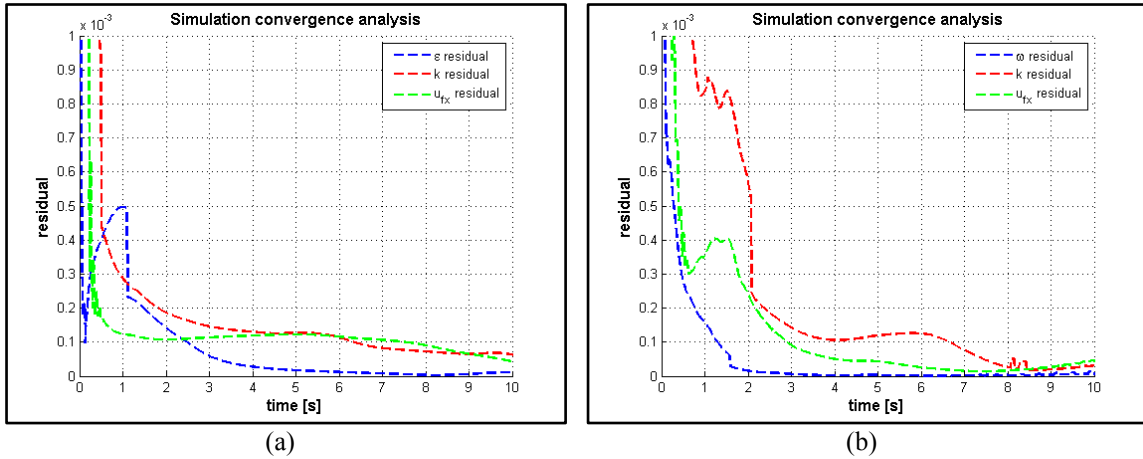 Simulation convergence analysis
x 10-3
ε residual
k residual
ufx residual
residual
1
0.9
0.8
0.7
0.6
0.5
0.4
0.3
0.2
0.1
0
0 1 2 3 4 5 6 7 8 9 10
time [s]
(a)
Simulation convergence analysis
x 10-3
ω residual
k residual
ufx residual
residual
1
0.9
0.8
0.7
0.6
0.5
0.4
0.3
0.2
0.1
0
0 1 2 3 4 5 6 7 8 9 10
time [s]
(b)